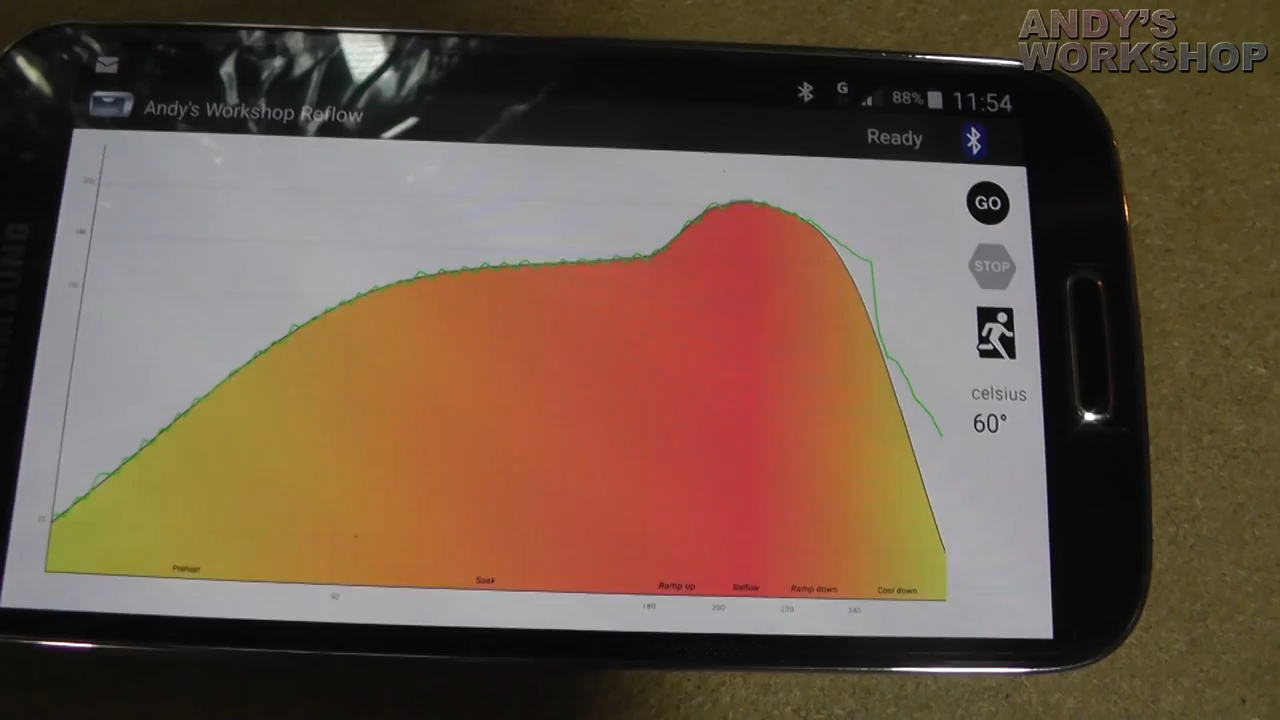 ANDY'S
WORKSHOP
G
88%
11:54
Andy's Workshop Reflow
Ready
GO
STOP
celsius
60°
SAMSUNG
Preheat
Soak
Ramp up
Reflow
Ramp down
Cool down
180
200
220
240